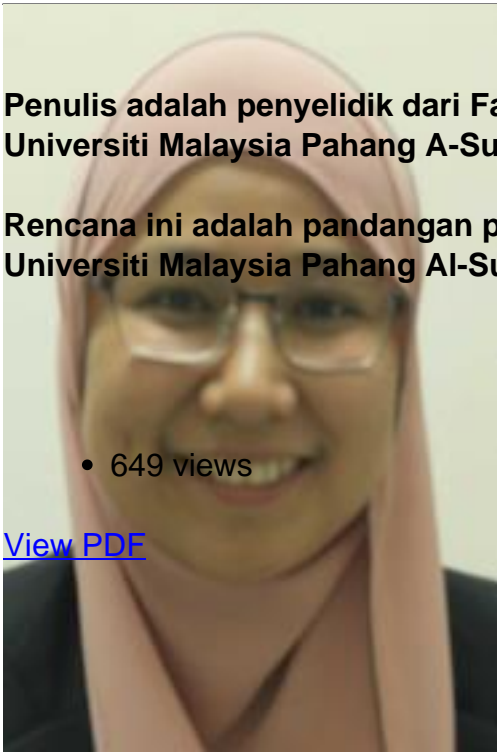 Penulis adalah penyelidik dari Fa
Universiti Malaysia Pahang A-Su
Rencana ini adalah pandangan p
Universiti Malaysia Pahang Al-Su
• 649 views
View PDF